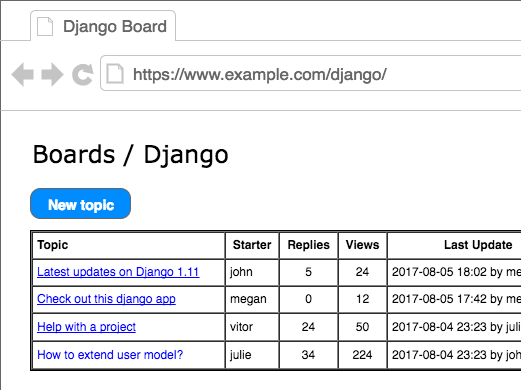 Django Board
https://www.example.com/django/
Boards / Django
New topic
Topic Starter Replies Views Last Update
Latest updates on Django 1.11 john 5 24 2017-08-05 18:02 by me
Check out this django app megan 0 12 2017-08-05 17:42 by me
Help with a project vitor 24 50 2017-08-04 23:23 by juli
How to extend user model? julie 34 224 2017-08-04 23:23 by joh